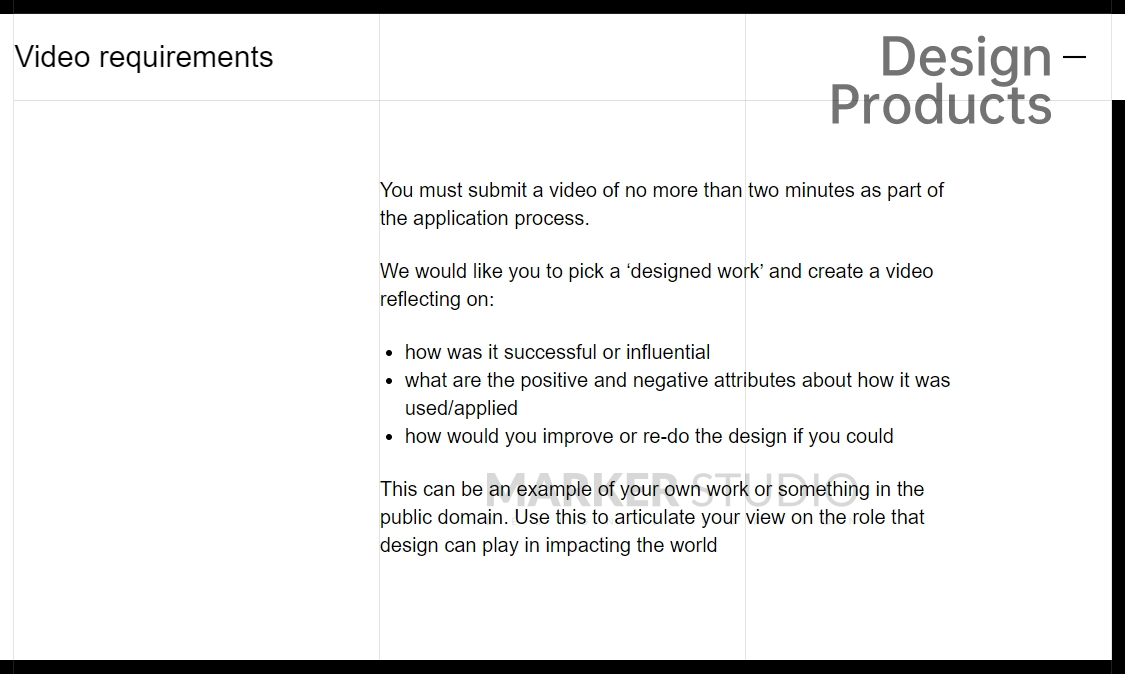 Video requirements
Design
Products
You must submit a video of no more than two minutes as part of
the application process.
We would like you to pick a ‘designed work’ and create a video
reflecting on:
• how was it successful or influential
• what are the positive and negative attributes about how it was
used/applied
• how would you improve or re-do the design if you could
MARKER STUDIO
This can be an example of your own work or something in the
public domain. Use this to articulate your view on the role that
design can play in impacting the world